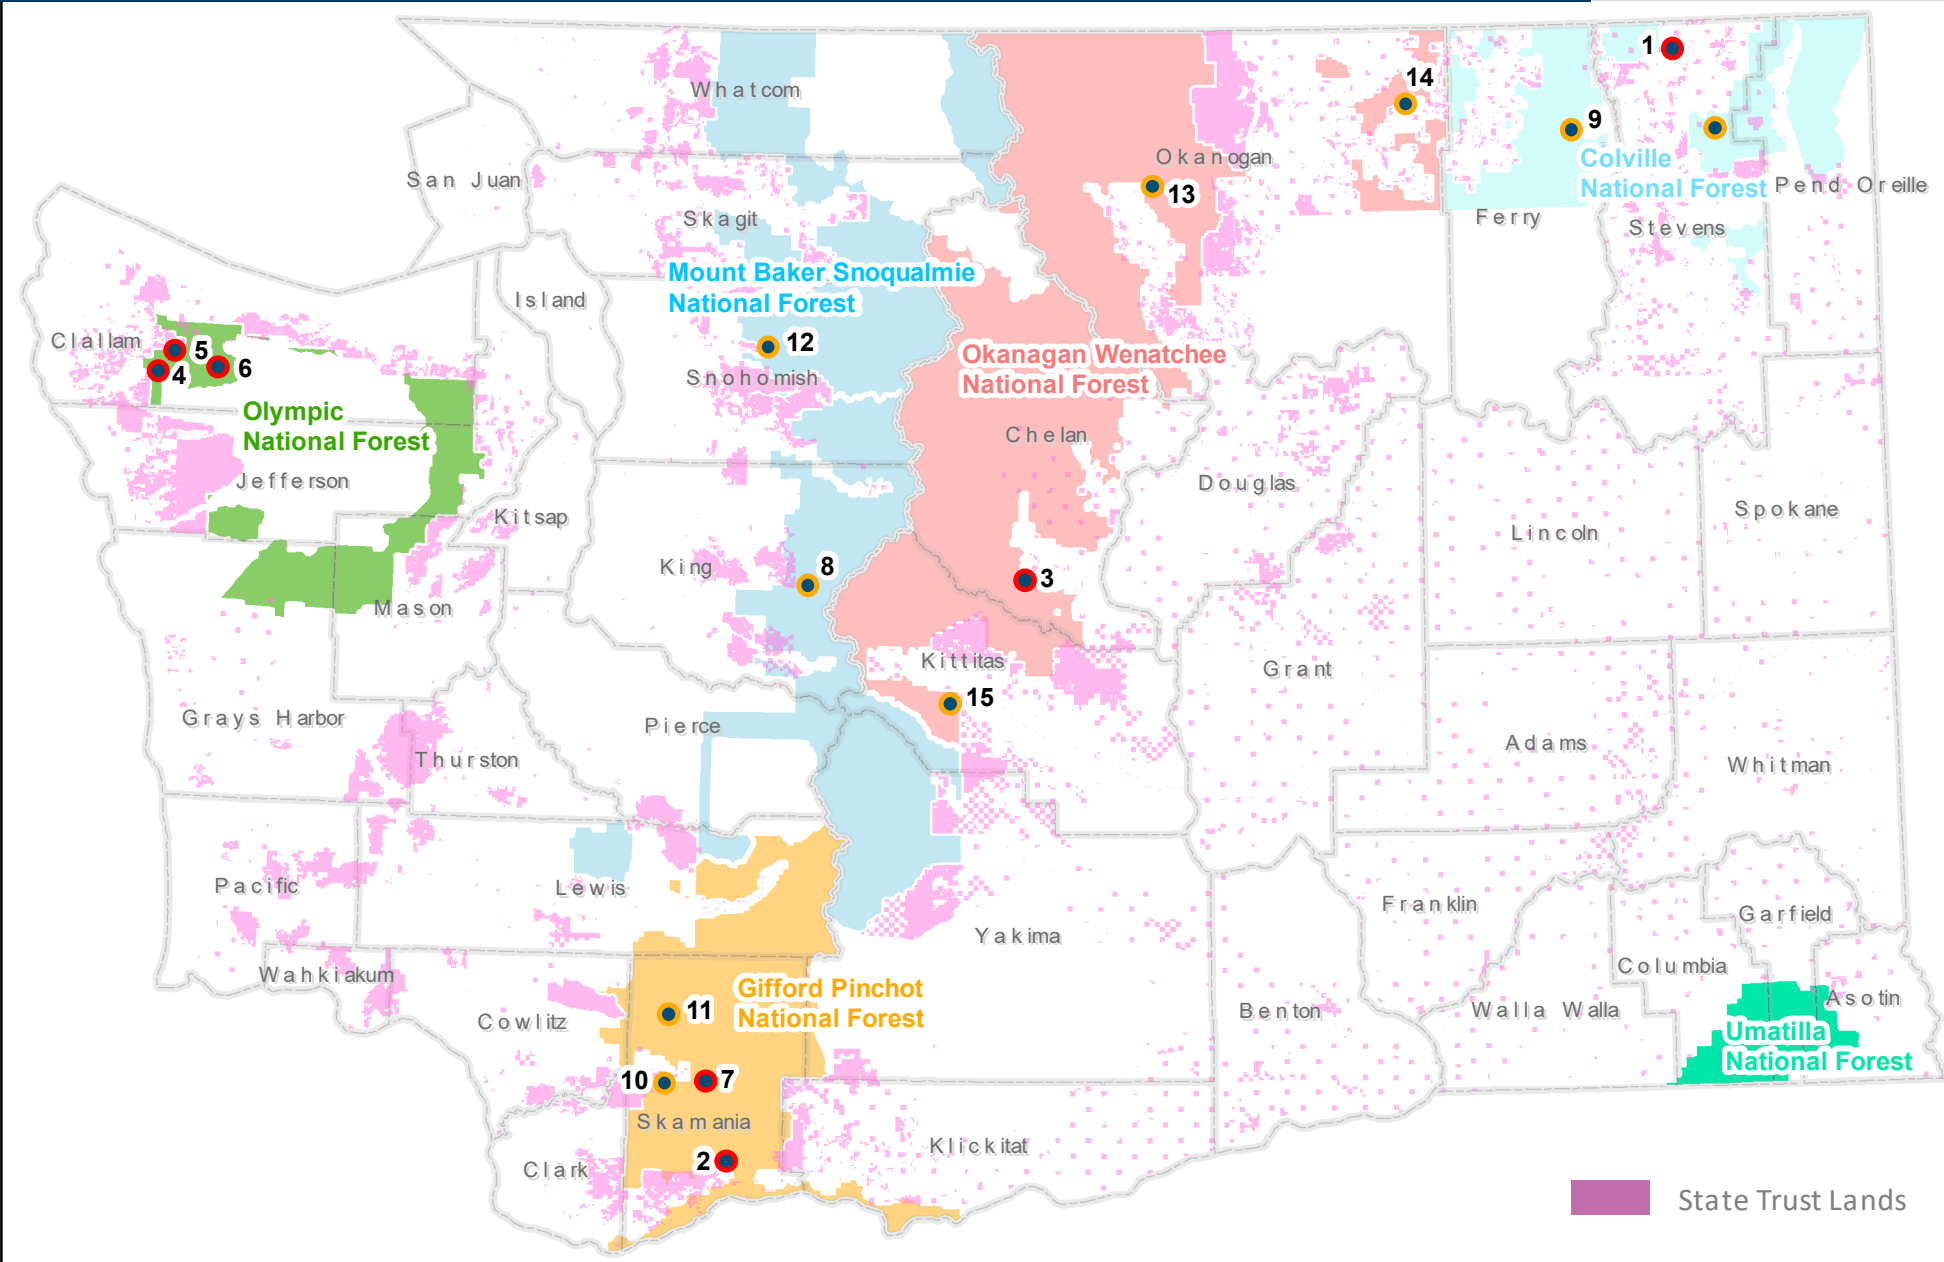 1
14
Whatcom
9
Okanogan
Colville
National Forest
Pend Oreille
San Juan
13
Skagit
Ferry
Stevens
Mount Baker Snoqualmie
National Forest
Island
Clallam
5
6
4
12
Okanagan Wenatchee
National Forest
Snohomish
Olympic
National Forest
Chelan
Jefferson
Douglas
Kitsap
Spokane
Lincoln
King
8
3
Mason
Kittitas
Grant
15
Grays Harbor
Pierce
Thurston
Adams
Whitman
Pacific
Lewis
Franklin
Garfield
Yakima
Wahkiakum
Columbia
Gifford Pinchot
National Forest
11
Cowlitz
Benton
Walla Walla
Asotin
Umatilla
National Forest
10
7
Skamania
Klickitat
2
Clark
State Trust Lands